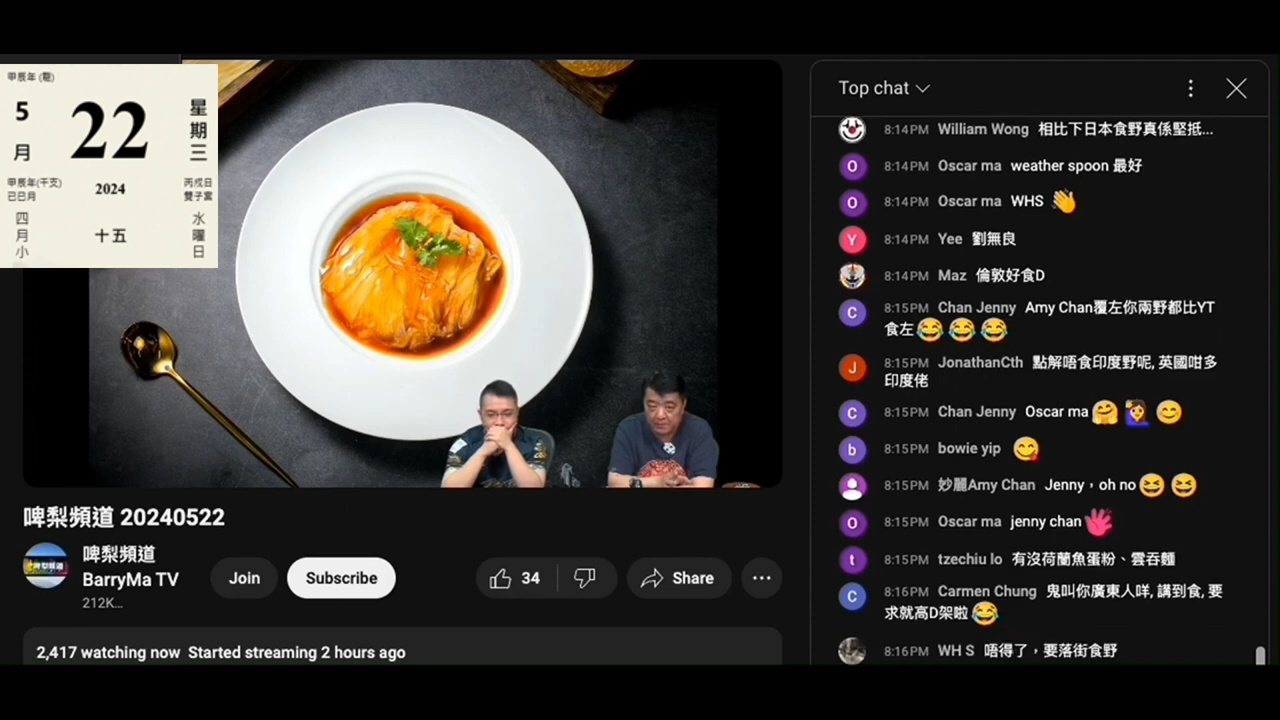 甲辰年 (龍)
5
月
22
星期三
甲辰年(干支)
己巳月
2024
丙戌日
雙子宮
四月小
十五
水曜日
啤梨頻道 20240522
啤梨頻道
BarryMa TV
212K...
Join
Subscribe
34
Share
2,417 watching now Started streaming 2 hours ago
Top chat
8:14PM William Wong 相比下日本食野真係堅抵...
8:14PM Oscar ma weather spoon 最好
8:14PM Oscar ma WHS 👋
8:14PM Yee 劉無良
8:14PM Maz 倫敦好食D
8:15PM Chan Jenny Amy Chan覆左你兩野都比YT
食左😂😂😂
8:15PM JonathanCth 點解唔食印度野呢, 英國咁多
印度佬
8:15PM Chan Jenny Oscar ma🤗🙋‍♀️😊
8:15PM bowie yip 😋
8:15PM 妙麗Amy Chan Jenny，oh no😆😆
8:15PM Oscar ma jenny chan
8:15PM tzechiu lo 有沒荷蘭魚蛋粉、雲吞麵
8:16PM Carmen Chung 鬼叫你廣東人咩, 講到食, 要
求就高D架啦😂
8:16PM WH S 唔得了，要落街食野